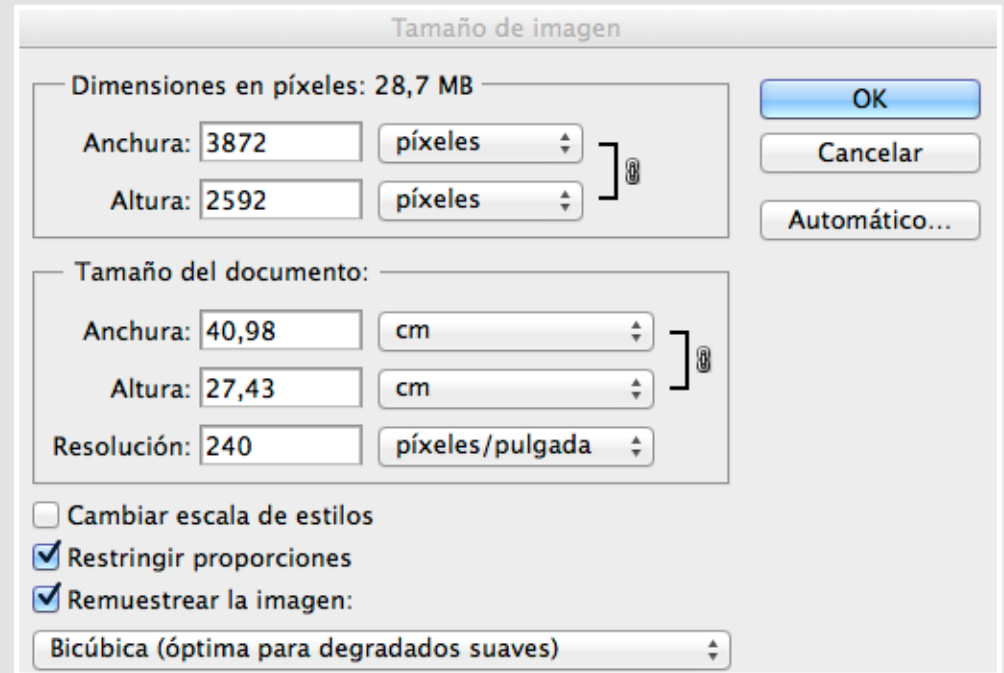 Tamaño de imagen
Dimensiones en píxeles: 28,7 MB
Anchura: 3872 píxeles
Altura: 2592 píxeles
OK
Cancelar
Automático...
Tamaño del documento:
Anchura: 40,98 cm
Altura: 27,43 cm
Resolución: 240 píxeles/pulgada
Cambiar escala de estilos
Restringir proporciones
Remuestrear la imagen:
Bicúbica (óptima para degradados suaves)